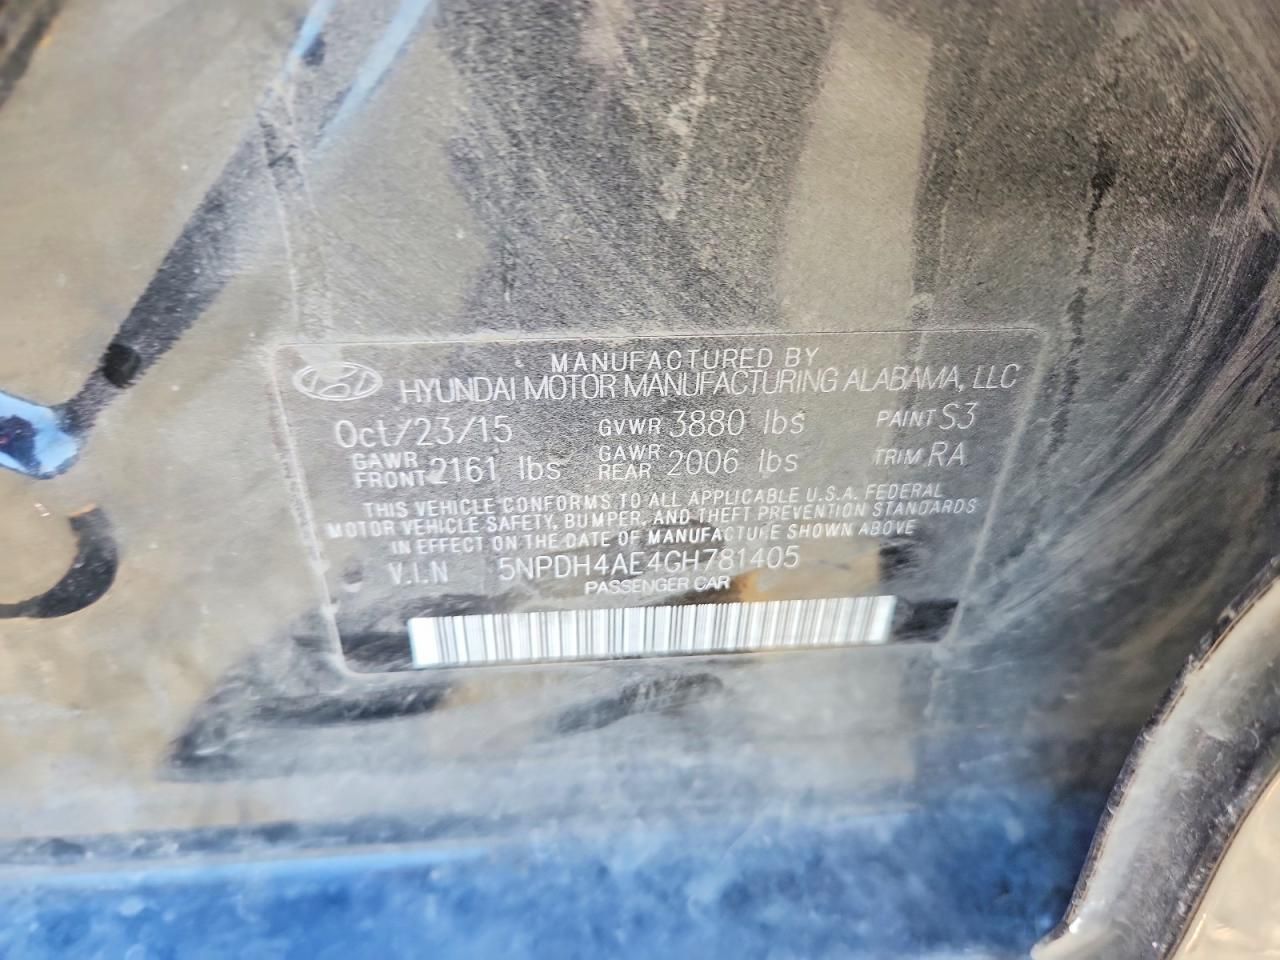 MANUFACTURED BY
HYUNDAI MOTOR MANUFACTURING ALABAMA, LLC
Oct/23/15 GVWR 3880 lbs PAINT S3
GAWR FRONT 2161 lbs GAWR REAR 2006 lbs TRIM RA
THIS VEHICLE CONFORMS TO ALL APPLICABLE U.S.A. FEDERAL
MOTOR VEHICLE SAFETY, BUMPER, AND THEFT PREVENTION STANDARDS
IN EFFECT ON THE DATE OF MANUFACTURE SHOWN ABOVE
V.I.N 5NPDH4AE4GH781405
PASSENGER CAR